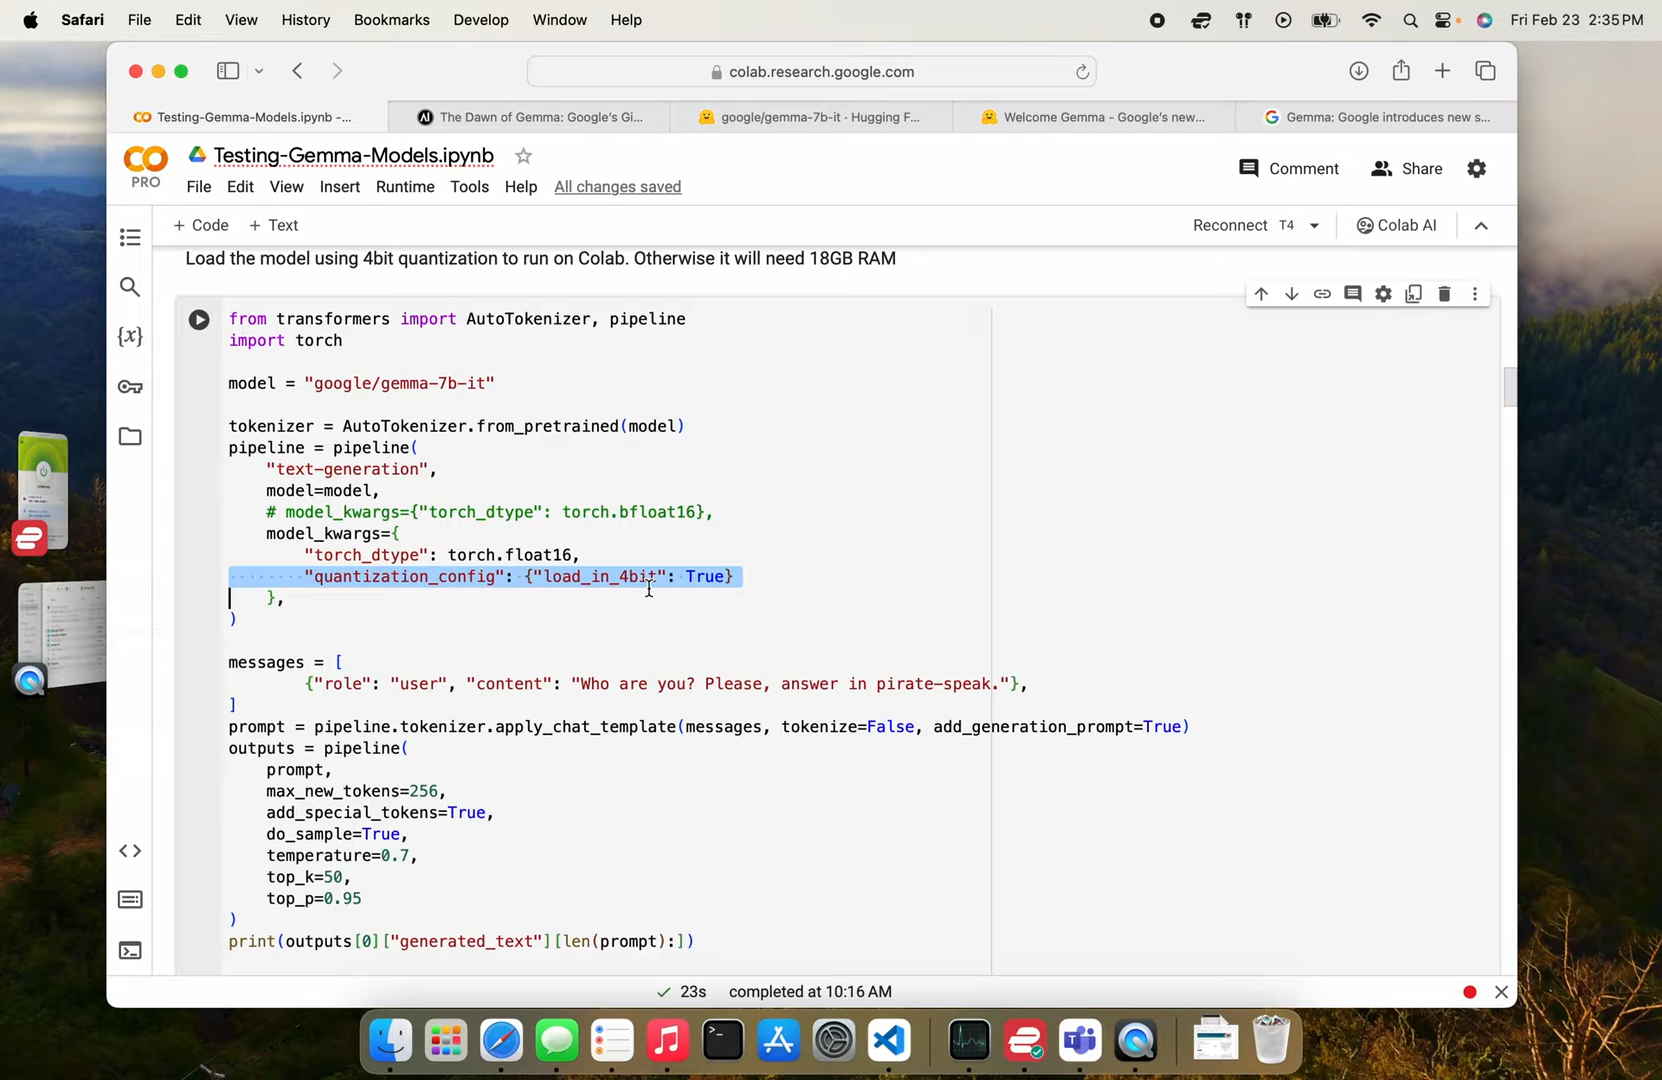 Safari File Edit View History Bookmarks Develop Window Help Fri Feb 23 2:35 PM
colab.research.google.com
Testing-Gemma-Models.ipynb -... The Dawn of Gemma: Google's Gi... google/gemma-7b-it · Hugging F... Welcome Gemma - Google's new... Gemma: Google introduces new s...
Testing-Gemma-Models.ipynb
PRO
Comment Share
File Edit View Insert Runtime Tools Help All changes saved
+ Code + Text Reconnect T4 Colab AI
Load the model using 4bit quantization to run on Colab. Otherwise it will need 18GB RAM
from transformers import AutoTokenizer, pipeline
import torch
model = "google/gemma-7b-it"
tokenizer = AutoTokenizer.from_pretrained(model)
pipeline = pipeline(
"text-generation",
model=model,
# model_kwargs={"torch_dtype": torch.bfloat16},
model_kwargs={
"torch_dtype": torch.float16,
"quantization_config": {"load_in_4bit": True}
},
)
messages = [
{"role": "user", "content": "Who are you? Please, answer in pirate-speak."},
]
prompt = pipeline.tokenizer.apply_chat_template(messages, tokenize=False, add_generation_prompt=True)
outputs = pipeline(
prompt,
max_new_tokens=256,
add_special_tokens=True,
do_sample=True,
temperature=0.7,
top_k=50,
top_p=0.95
)
print(outputs[0]["generated_text"][len(prompt):])
23s completed at 10:16 AM